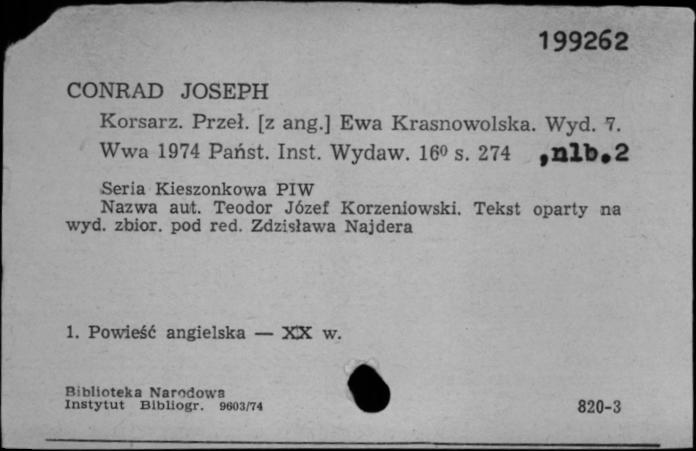 199262
CONRAD JOSEPH
Korsarz. Przeł. [z ang.] Ewa Krasnowolska. Wyd. 7.
Wwa 1974 Państ. Inst. Wydaw. 16⁰ s. 274 ,nlb.2
Seria Kieszonkowa PIW
Nazwa aut. Teodor Józef Korzeniowski. Tekst oparty na
wyd. zbior. pod red. Zdzisława Najdera
1. Powieść angielska — XX w.
Biblioteka Narodowa
Instytut Bibliogr. 9603/74
820-3